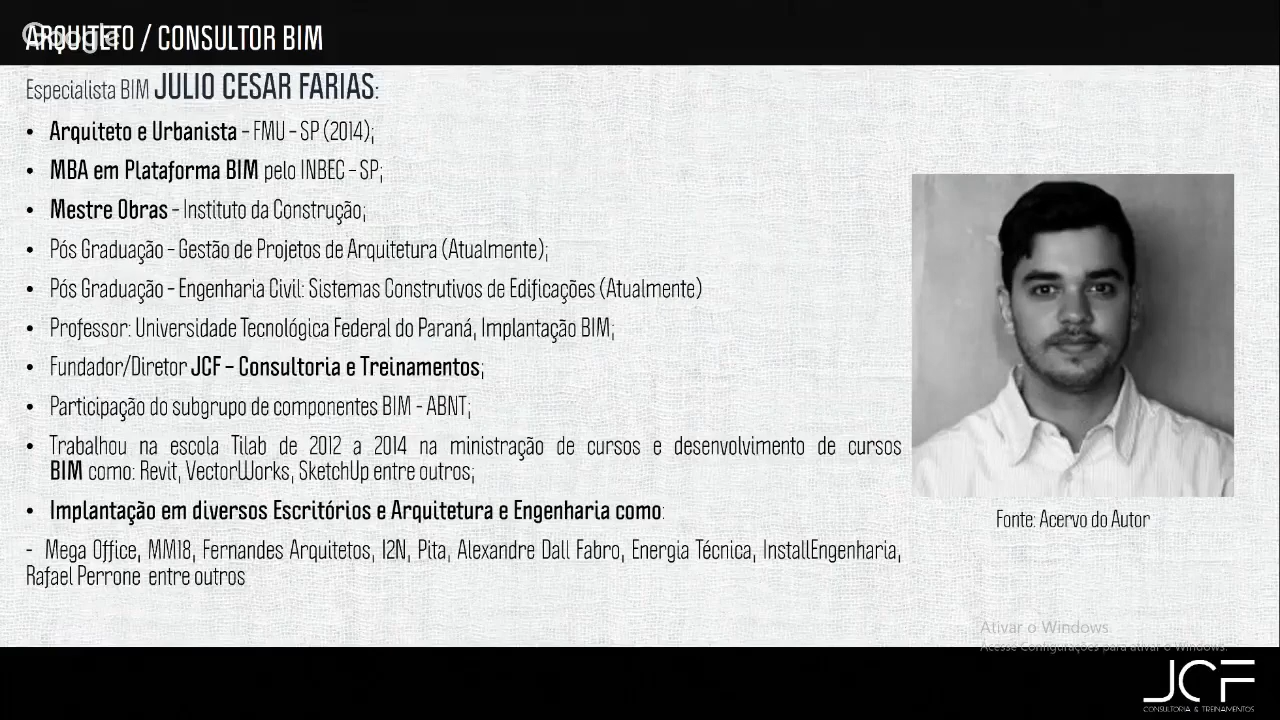 Google
ARQUITETO / CONSULTOR BIM
Especialista BIM JULIO CESAR FARIAS:
• Arquiteto e Urbanista – FMU – SP (2014);
• MBA em Plataforma BIM pelo INBEC – SP;
• Mestre Obras – Instituto da Construção;
• Pós Graduação – Gestão de Projetos de Arquitetura (Atualmente);
• Pós Graduação – Engenharia Civil: Sistemas Construtivos de Edificações (Atualmente)
• Professor: Universidade Tecnológica Federal do Paraná, Implantação BIM;
• Fundador/Diretor JCF – Consultoria e Treinamentos;
• Participação do subgrupo de componentes BIM - ABNT;
• Trabalhou na escola Tilab de 2012 a 2014 na ministração de cursos e desenvolvimento de cursos
BIM como: Revit, VectorWorks, SketchUp entre outros;
• Implantação em diversos Escritórios e Arquitetura e Engenharia como:
- Mega Office, MM18, Fernandes Arquitetos, I2N, Pita, Alexandre Dall Fabro, Energia Técnica, InstallEngenharia,
Rafael Perrone entre outros
Fonte: Acervo do Autor
Ativar o Windows
Acesse Configurações para ativar o Windows.
JCF
CONSULTORIA & TREINAMENTOS